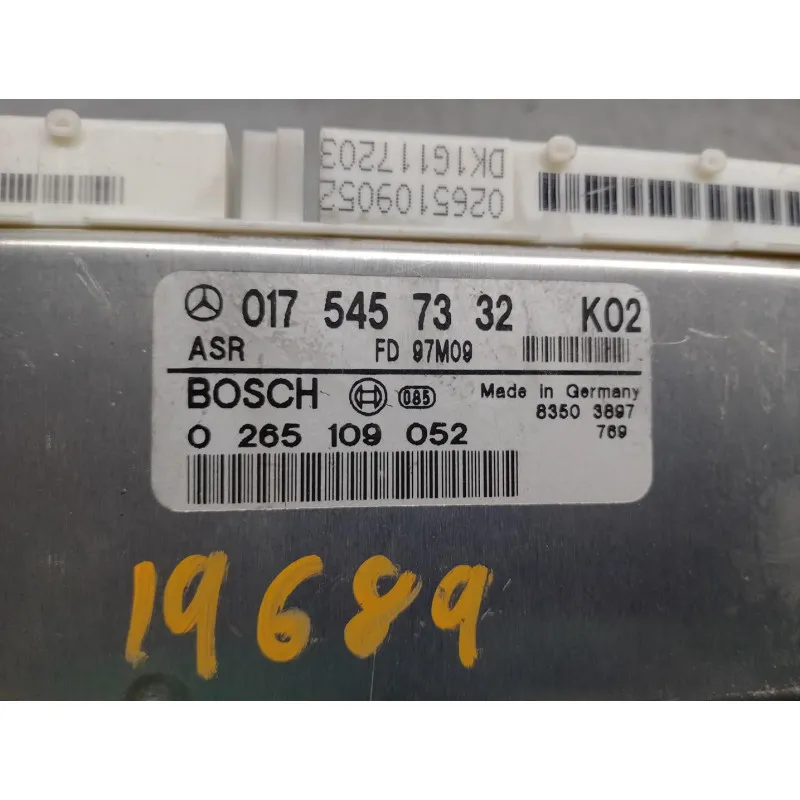 0265109052
DK1G117203
017 545 73 32 K02
ASR FD 97M09
BOSCH 085 Made in Germany
8350 3897
0 265 109 052 769
19689